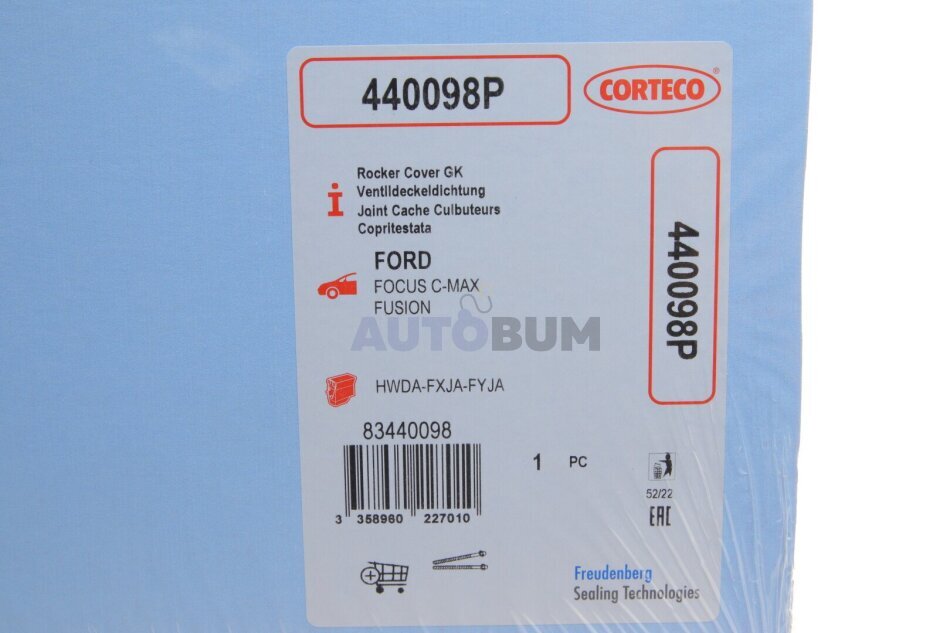 440098P
CORTECO®
Rocker Cover GK
Ventildeckeldichtung
Joint Cache Culbuteurs
Copritestata
440098P
FORD
FOCUS C-MAX
FUSION
AUTOBUM
HWDA-FXJA-FYJA
83440098
1 PC
52/22
EAC
3 358960 227010
Freudenberg
Sealing Technologies